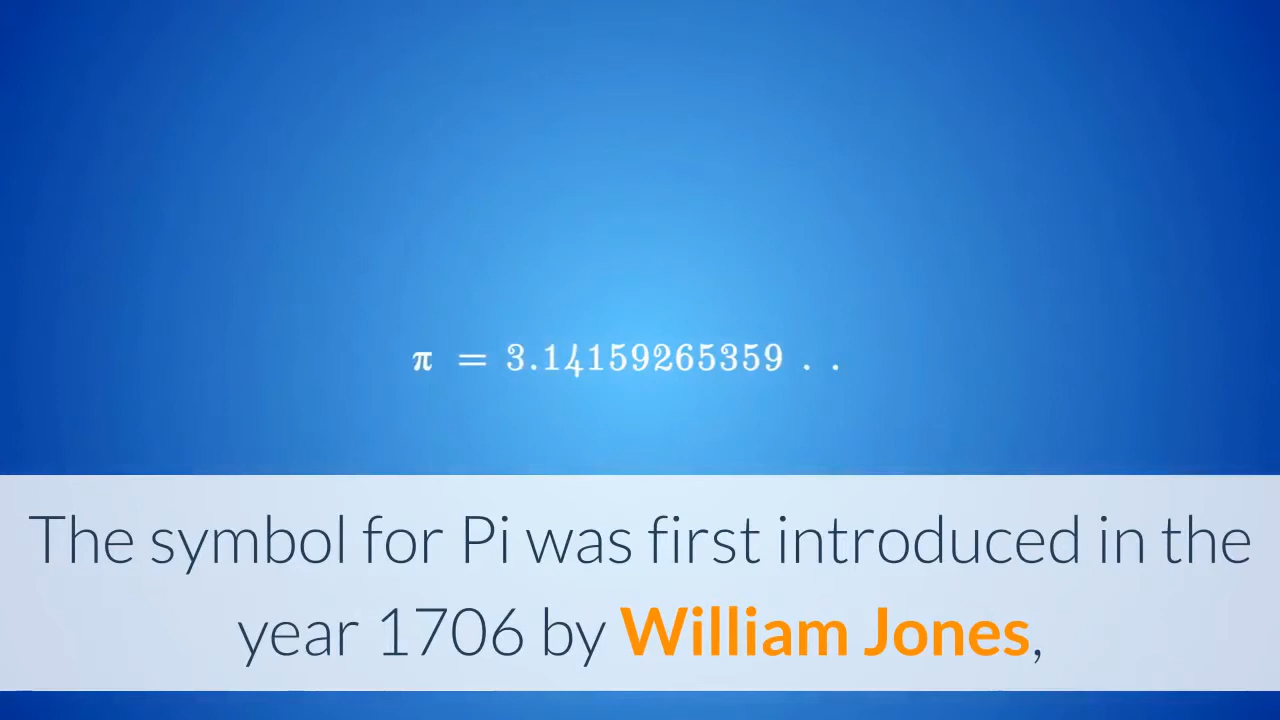 π = 3.14159265359 . .
The symbol for Pi was first introduced in the
year 1706 by William Jones,